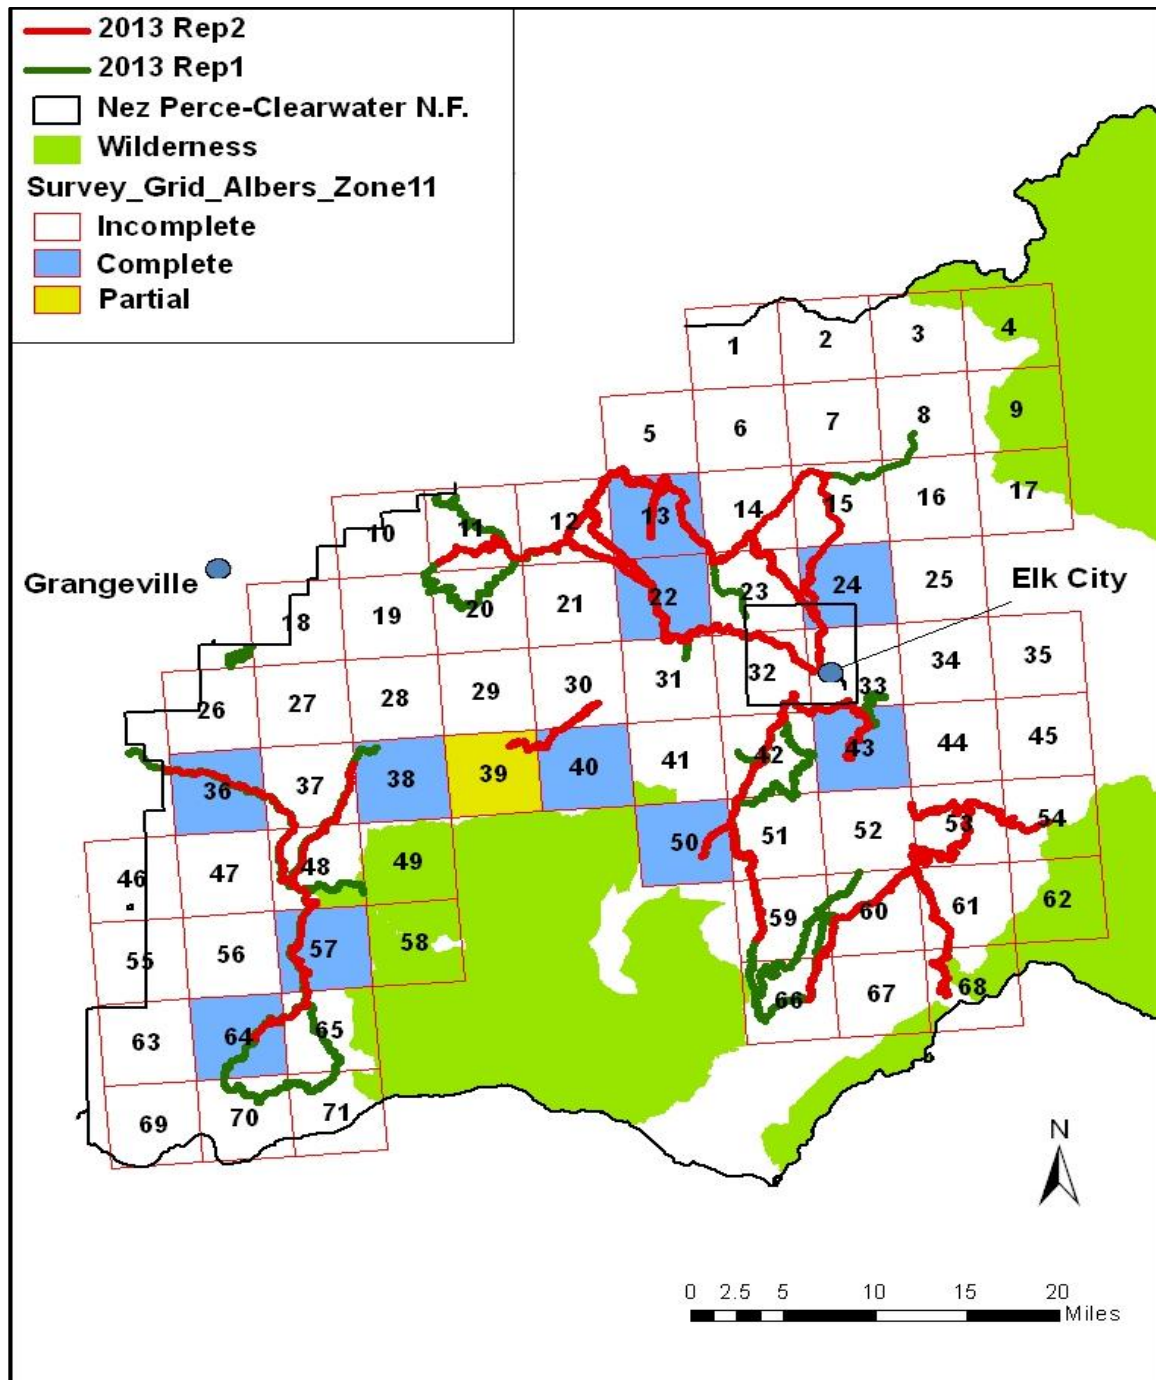 2013 Rep2
2013 Rep1
Nez Perce-Clearwater N.F.
Wilderness
Survey_Grid_Albers_Zone11
Incomplete
Complete
Partial
1 2 3 4
5 6 7 8 9
10 11 12 13 14 15 16 17
Grangeville
Elk City
18 19 20 21 22 23 24 25
26 27 28 29 30 31 32 33 34 35
36 37 38 39 40 41 42 43 44 45
46 47 48 49 50 51 52 53 54
55 56 57 58 59 60 61 62
63 64 65 66 67 68
69 70 71
N
0 2.5 5 10 15 20
Miles